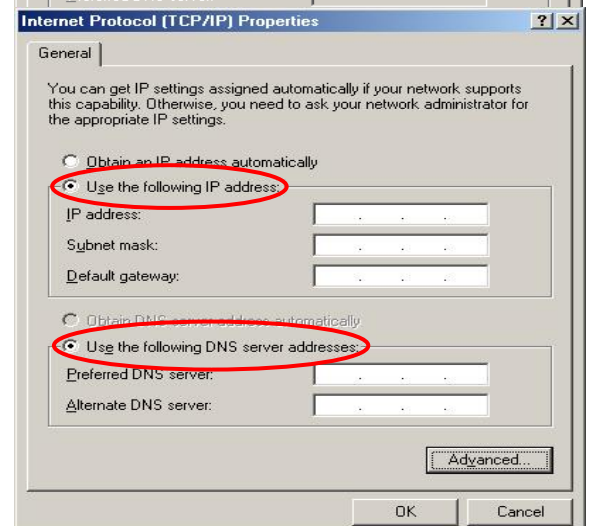 Internet Protocol (TCP/IP) Properties
General
You can get IP settings assigned automatically if your network supports
this capability. Otherwise, you need to ask your network administrator for
the appropriate IP settings.
Obtain an IP address automatically
Use the following IP address:
IP address:
Subnet mask:
Default gateway:
Obtain DNS server address automatically
Use the following DNS server addresses:
Preferred DNS server:
Alternate DNS server:
Advanced...
OK Cancel